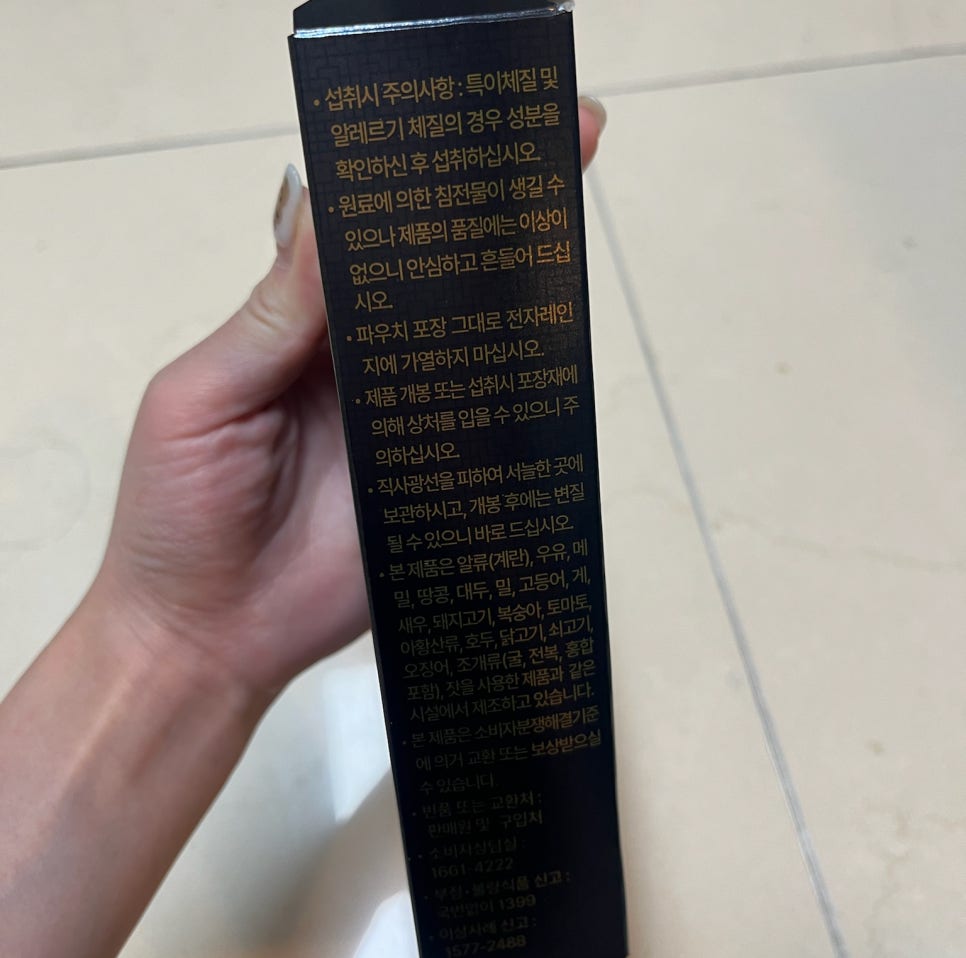 • 섭취시 주의사항 : 특이체질 및
알레르기 체질의 경우 성분을
확인하신 후 섭취하십시오.
• 원료에 의한 침전물이 생길 수
있으나 제품의 품질에는 이상이
없으니 안심하고 흔들어 드십
시오.
• 파우치 포장 그대로 전자레인
지에 가열하지 마십시오.
• 제품 개봉 또는 섭취시 포장재에
의해 상처를 입을 수 있으니 주
의하십시오.
• 직사광선을 피하여 서늘한 곳에
보관하시고, 개봉 후에는 변질
될 수 있으니 바로 드십시오
• 본 제품은 알류(계란), 우유, 메
밀, 땅콩, 대두, 밀, 고등어, 게,
새우, 돼지고기, 복숭아, 토마토,
아황산류, 호두, 닭고기, 쇠고기,
오징어, 조개류(굴, 전복, 홍합
포함), 잣을 사용한 제품과 같은
시설에서 제조하고 있습니다.
• 본 제품은 소비자분쟁해결기준
에 의거 교환 또는 보상받으실
수 있습니다.
• 반품 또는 교환처 :
판매원 및 구입처
• 소비자상담실 :
1661-4222
• 부정·불량식품 신고 :
국번없이 1399
• 이상사례 신고 :
1577-2488